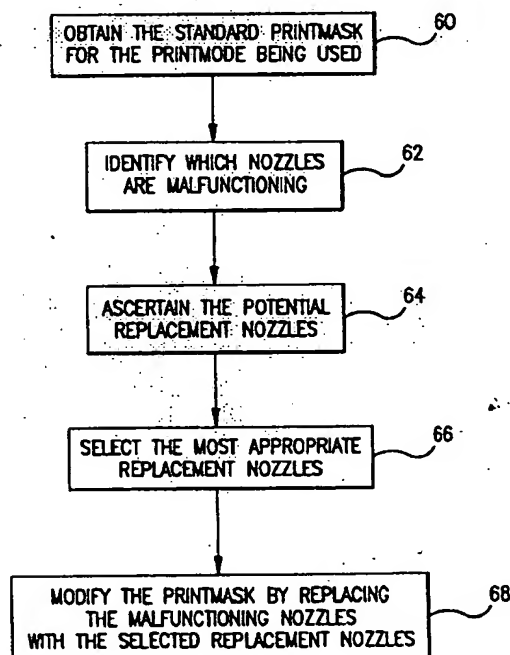 OBTAIN THE STANDARD PRINTMASK
FOR THE PRINTMODE BEING USED
60
IDENTIFY WHICH NOZZLES
ARE MALFUNCTIONING
62
ASCERTAIN THE POTENTIAL
REPLACEMENT NOZZLES
64
SELECT THE MOST APPROPRIATE
REPLACEMENT NOZZLES
66
MODIFY THE PRINTMASK BY REPLACING
THE MALFUNCTIONING NOZZLES
WITH THE SELECTED REPLACEMENT NOZZLES
68